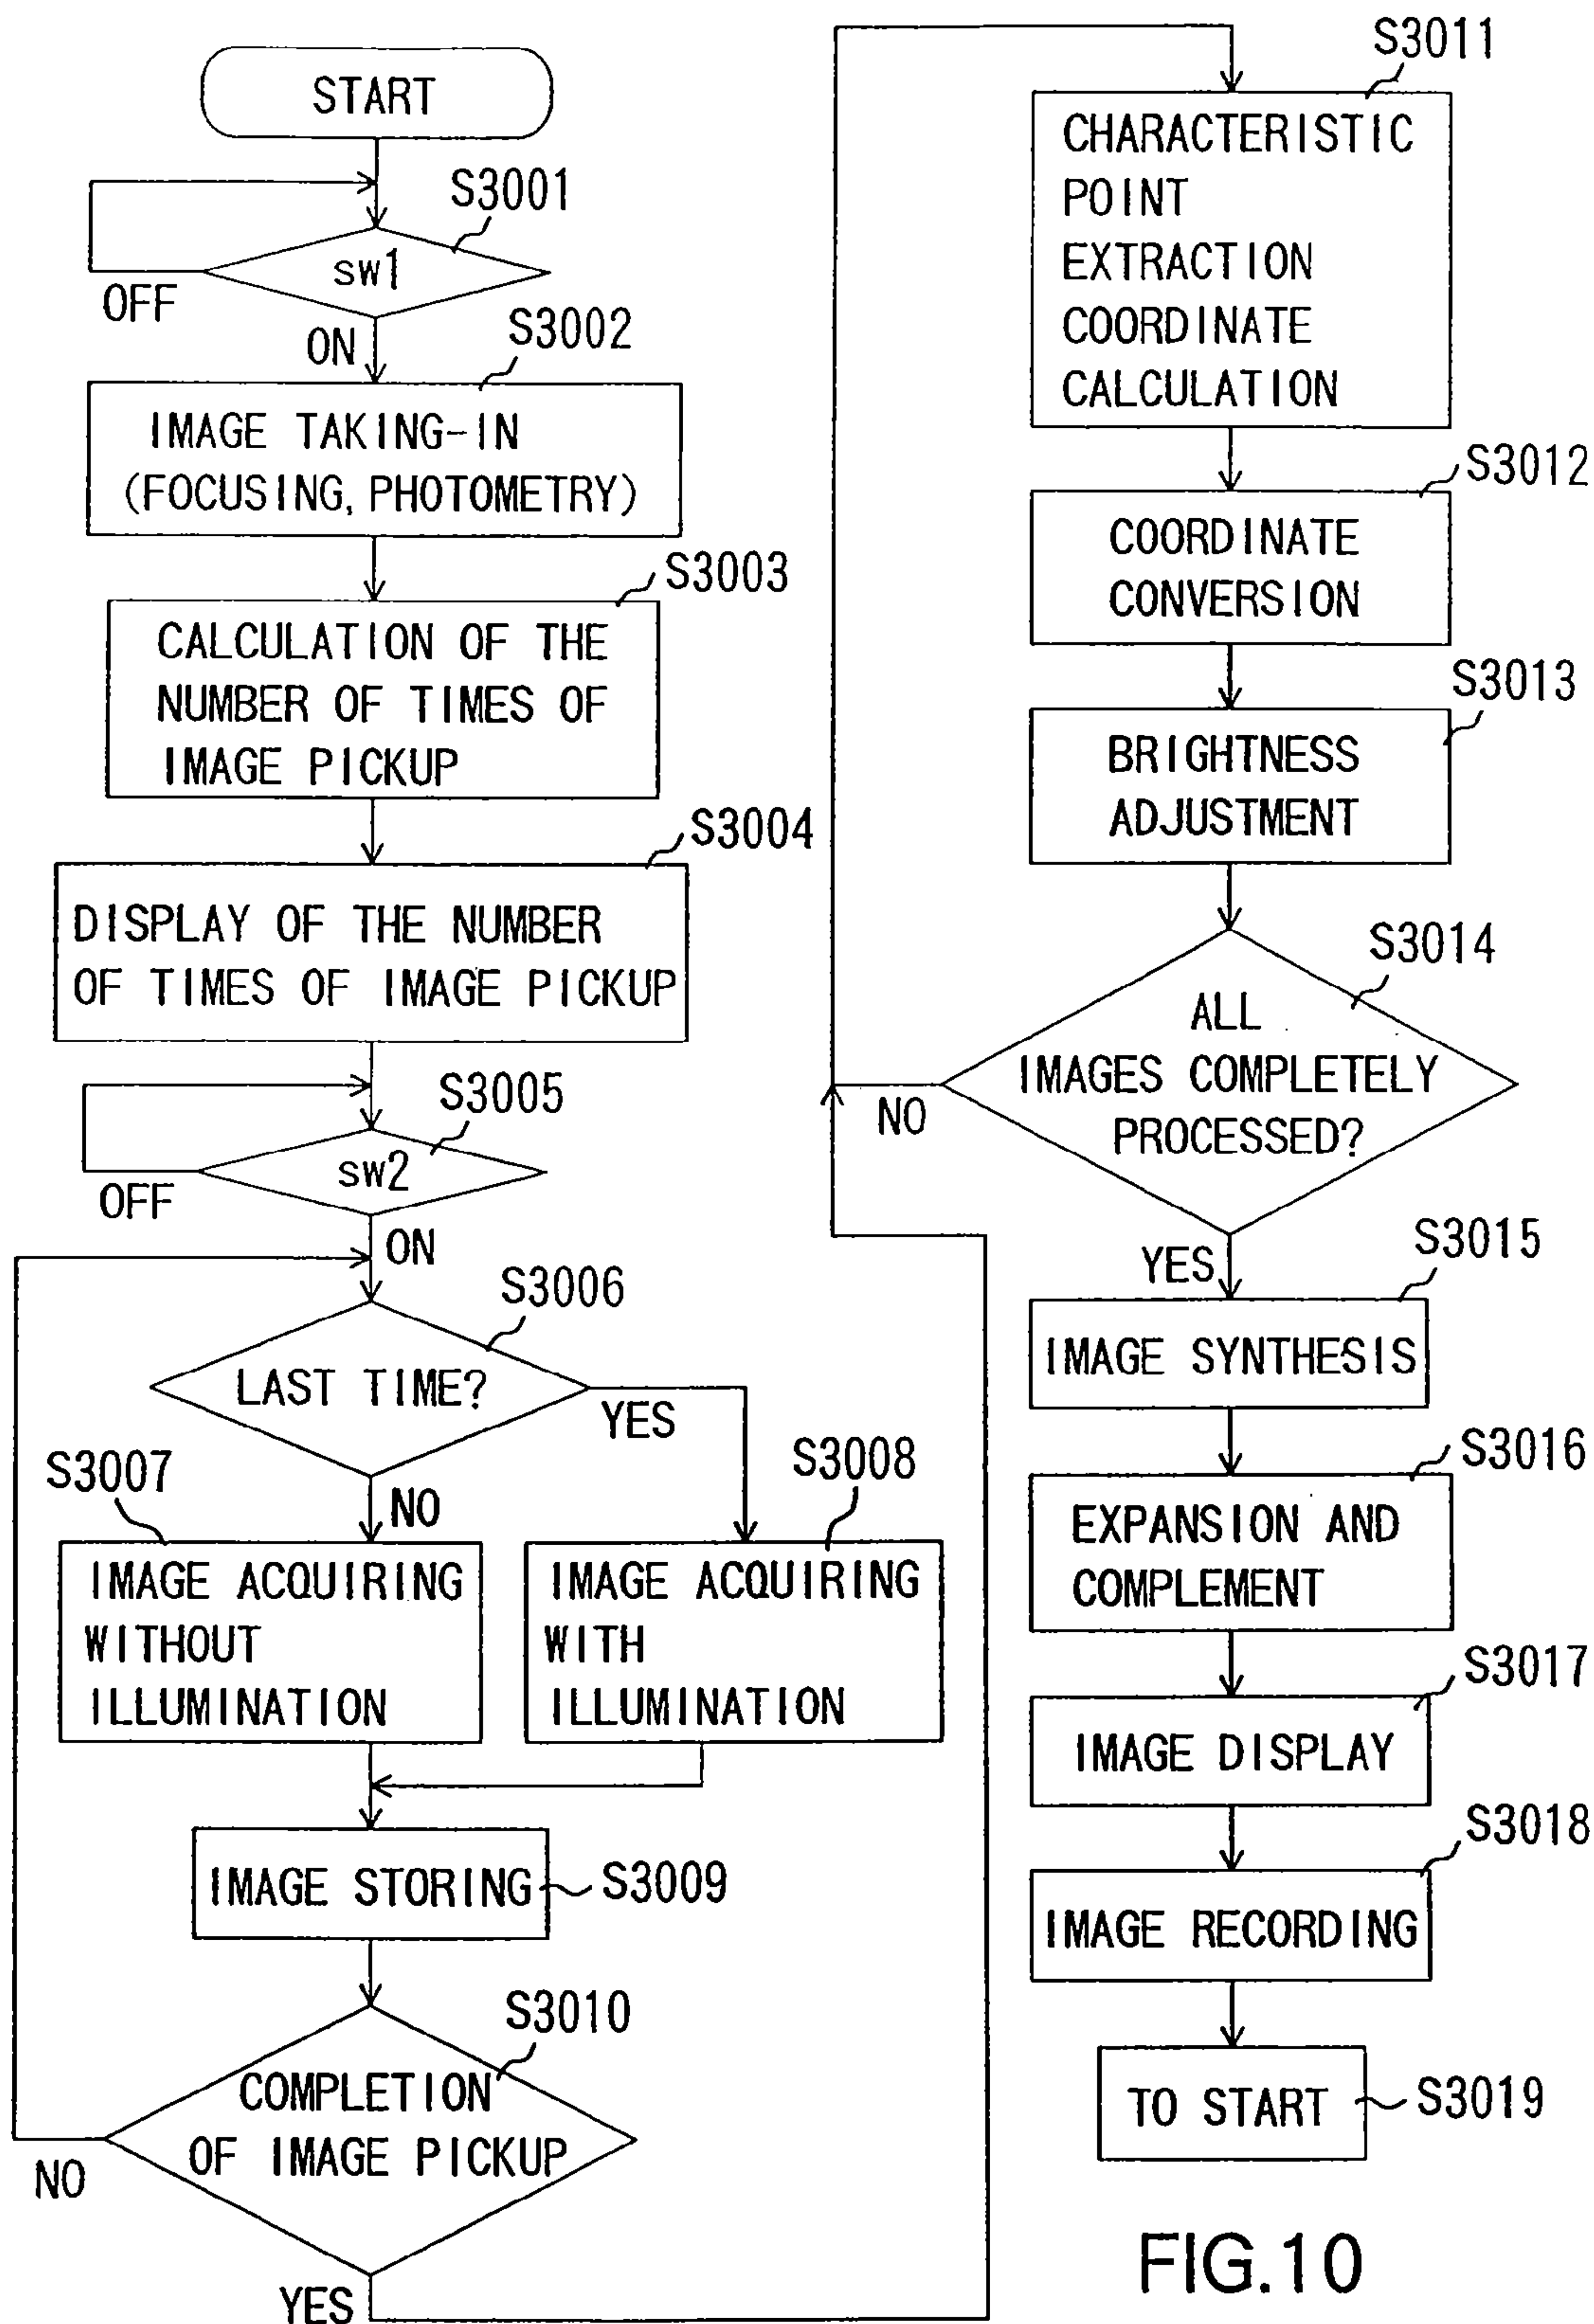 START
S3001
sw1
OFF
ON
S3002
IMAGE TAKING-IN
(FOCUSING, PHOTOMETRY)
S3003
CALCULATION OF THE
NUMBER OF TIMES OF
IMAGE PICKUP
S3004
DISPLAY OF THE NUMBER
OF TIMES OF IMAGE PICKUP
S3005
sw2
OFF
ON
S3006
LAST TIME?
YES
NO
S3007
IMAGE ACQUIRING
WITHOUT
ILLUMINATION
S3008
IMAGE ACQUIRING
WITH
ILLUMINATION
IMAGE STORING
S3009
S3010
COMPLETION
OF IMAGE PICKUP
NO
YES
S3011
CHARACTERISTIC
POINT
EXTRACTION
COORDINATE
CALCULATION
S3012
COORDINATE
CONVERSION
S3013
BRIGHTNESS
ADJUSTMENT
S3014
ALL
IMAGES COMPLETELY
PROCESSED?
NO
YES
S3015
IMAGE SYNTHESIS
S3016
EXPANSION AND
COMPLEMENT
S3017
IMAGE DISPLAY
S3018
IMAGE RECORDING
TO START
S3019
FIG.10